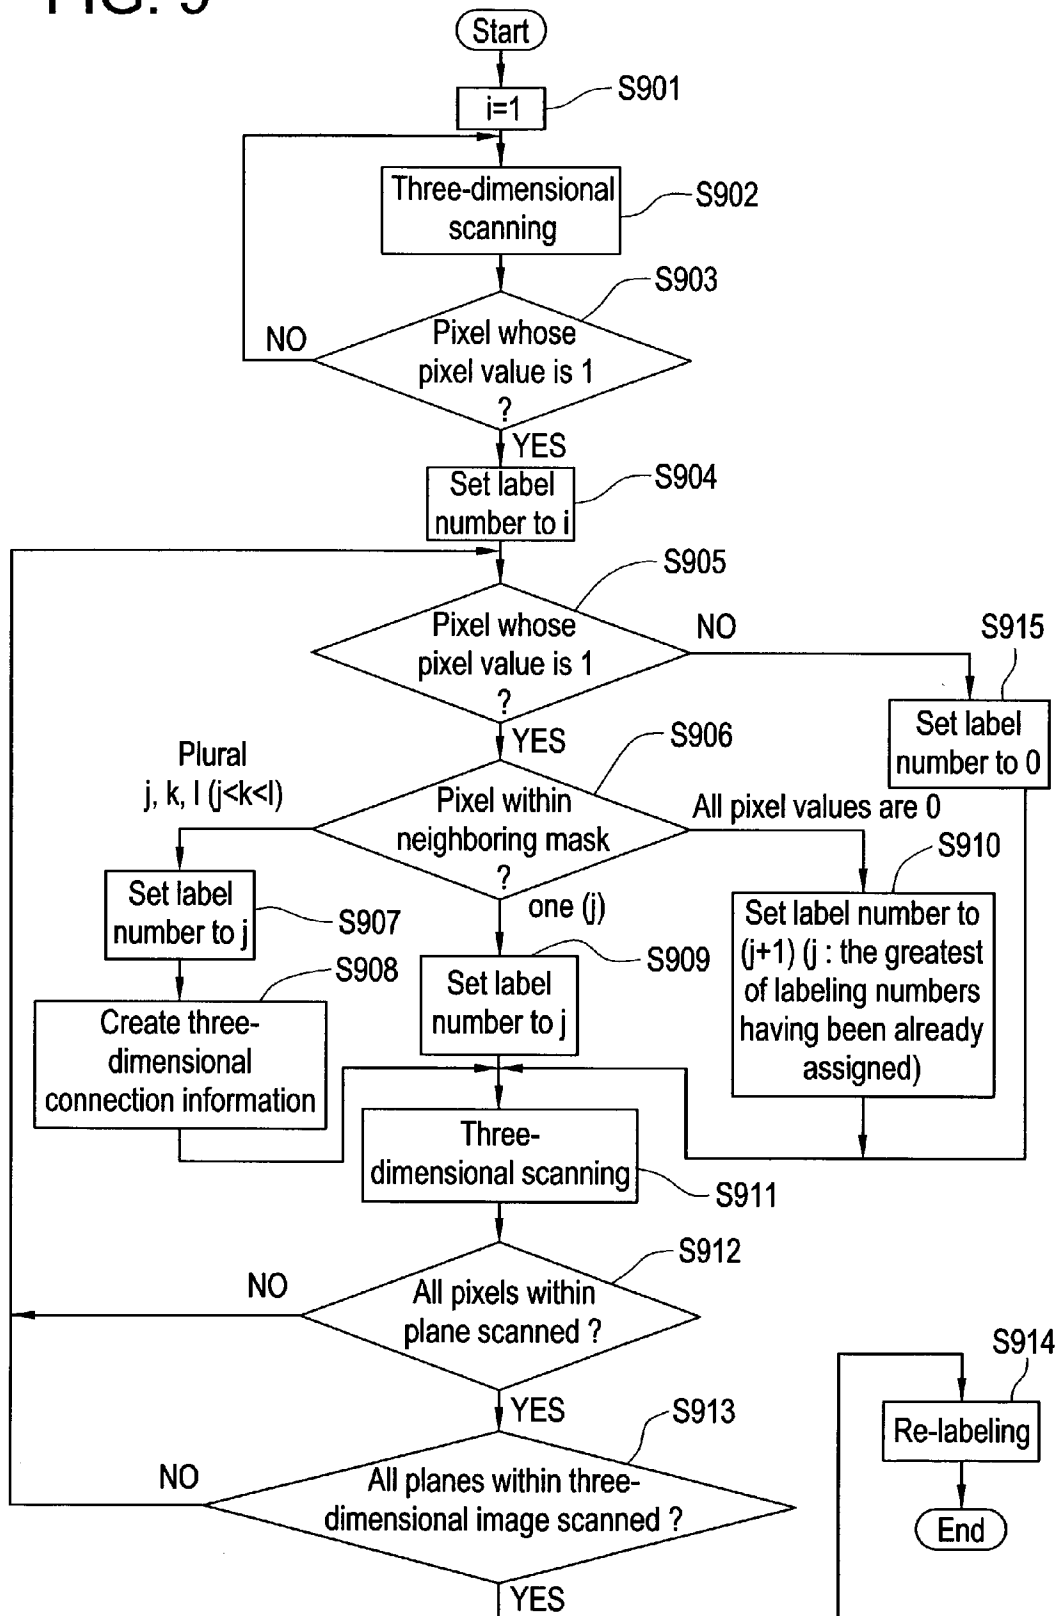 FIG. 9
Start
i=1
S901
Three-dimensional
scanning
S902
S903
Pixel whose
pixel value is 1
?
NO
YES
Set label
number to i
S904
S905
Pixel whose
pixel value is 1
?
NO
S915
Set label
number to 0
YES
S906
Plural
j, k, l (j<k<l)
Pixel within
neighboring mask
?
All pixel values are 0
S910
Set label
number to j
S907
one (j)
Set label number to
(j+1) (j : the greatest
of labeling numbers
having been already
assigned)
S908
Create three-
dimensional
connection information
S909
Set label
number to j
Three-
dimensional scanning
S911
S912
All pixels within
plane scanned ?
NO
YES
S913
All planes within three-
dimensional image scanned ?
NO
YES
S914
Re-labeling
End